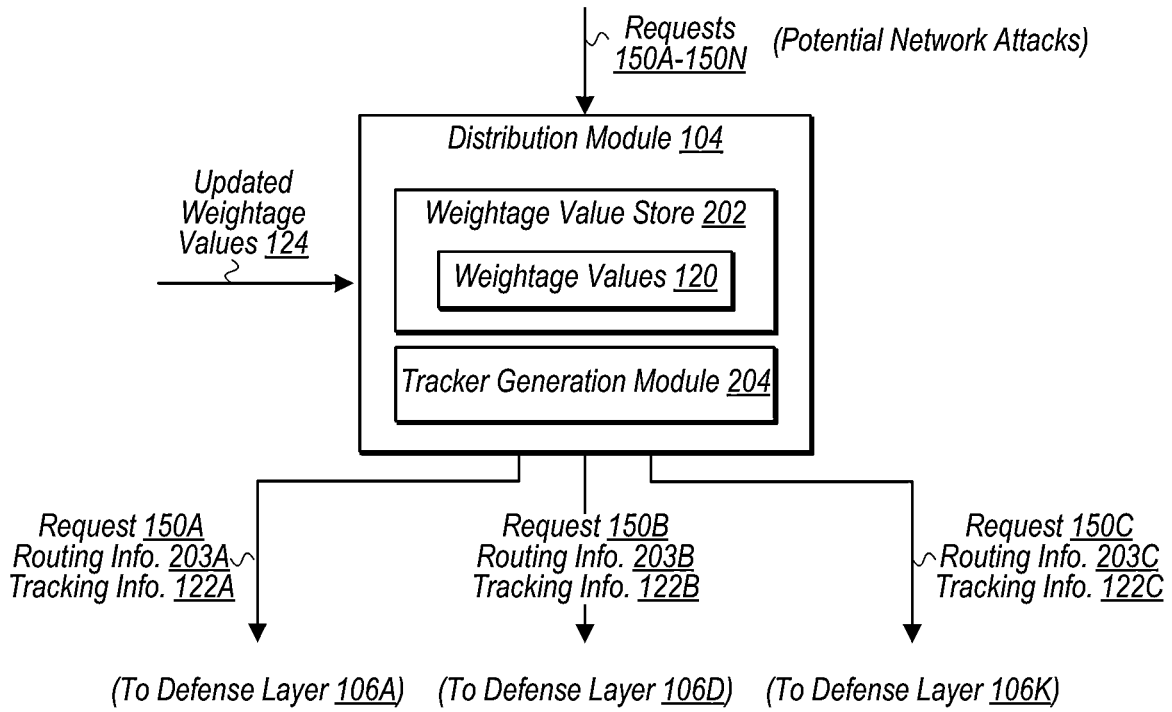 Requests
150A-150N
(Potential Network Attacks)
Distribution Module 104
Updated
Weightage
Values 124
Weightage Value Store 202
Weightage Values 120
Tracker Generation Module 204
Request 150A
Routing Info. 203A
Tracking Info. 122A
Request 150B
Routing Info. 203B
Tracking Info. 122B
Request 150C
Routing Info. 203C
Tracking Info. 122C
(To Defense Layer 106A)
(To Defense Layer 106D)
(To Defense Layer 106K)